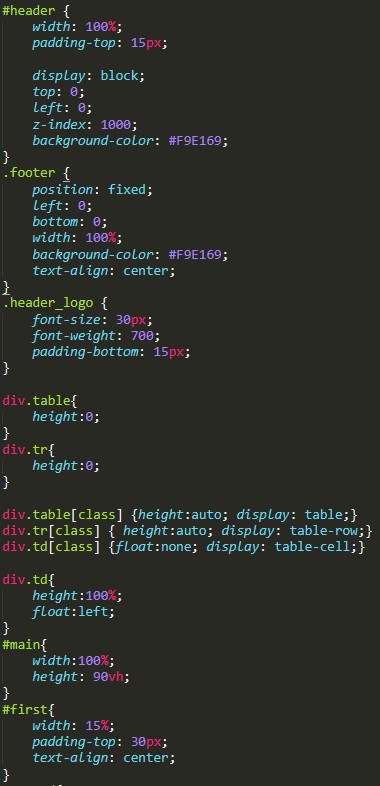 #header {
    width: 100%;
    padding-top: 15px;

    display: block;
    top: 0;
    left: 0;
    z-index: 1000;
    background-color: #F9E169;
}
.footer {
    position: fixed;
    left: 0;
    bottom: 0;
    width: 100%;
    background-color: #F9E169;
    text-align: center;
}
.header_logo {
    font-size: 30px;
    font-weight: 700;
    padding-bottom: 15px;
}

div.table{
    height:0;
}
div.tr{
    height:0;
}

div.table[class] {height:auto; display: table;}
div.tr[class] { height:auto; display: table-row;}
div.td[class] {float:none; display: table-cell;}

div.td{
    height:100%;
    float:left;
}
#main{
    width:100%;
    height: 90vh;
}
#first{
    width: 15%;
    padding-top: 30px;
    text-align: center;
}